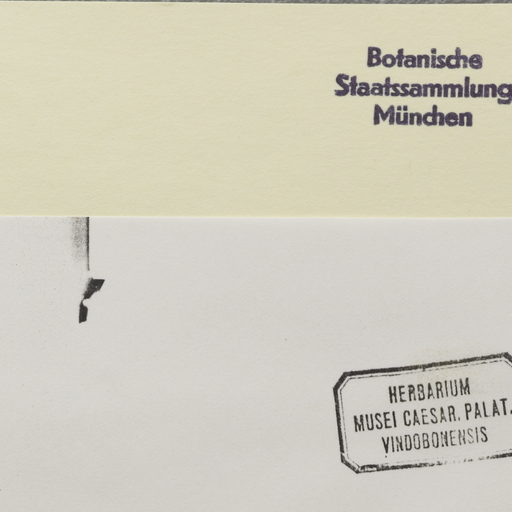 Botanische
Staatssammlung
München
HERBARIUM
MUSEI CAESAR. PALAT.
VINDOBONENSIS